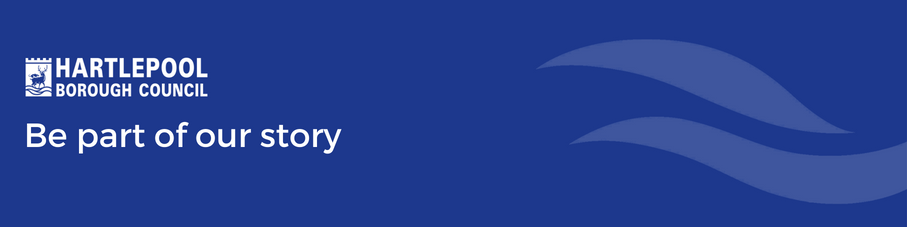 HARTLEPOOL
BOROUGH COUNCIL
Be part of our story